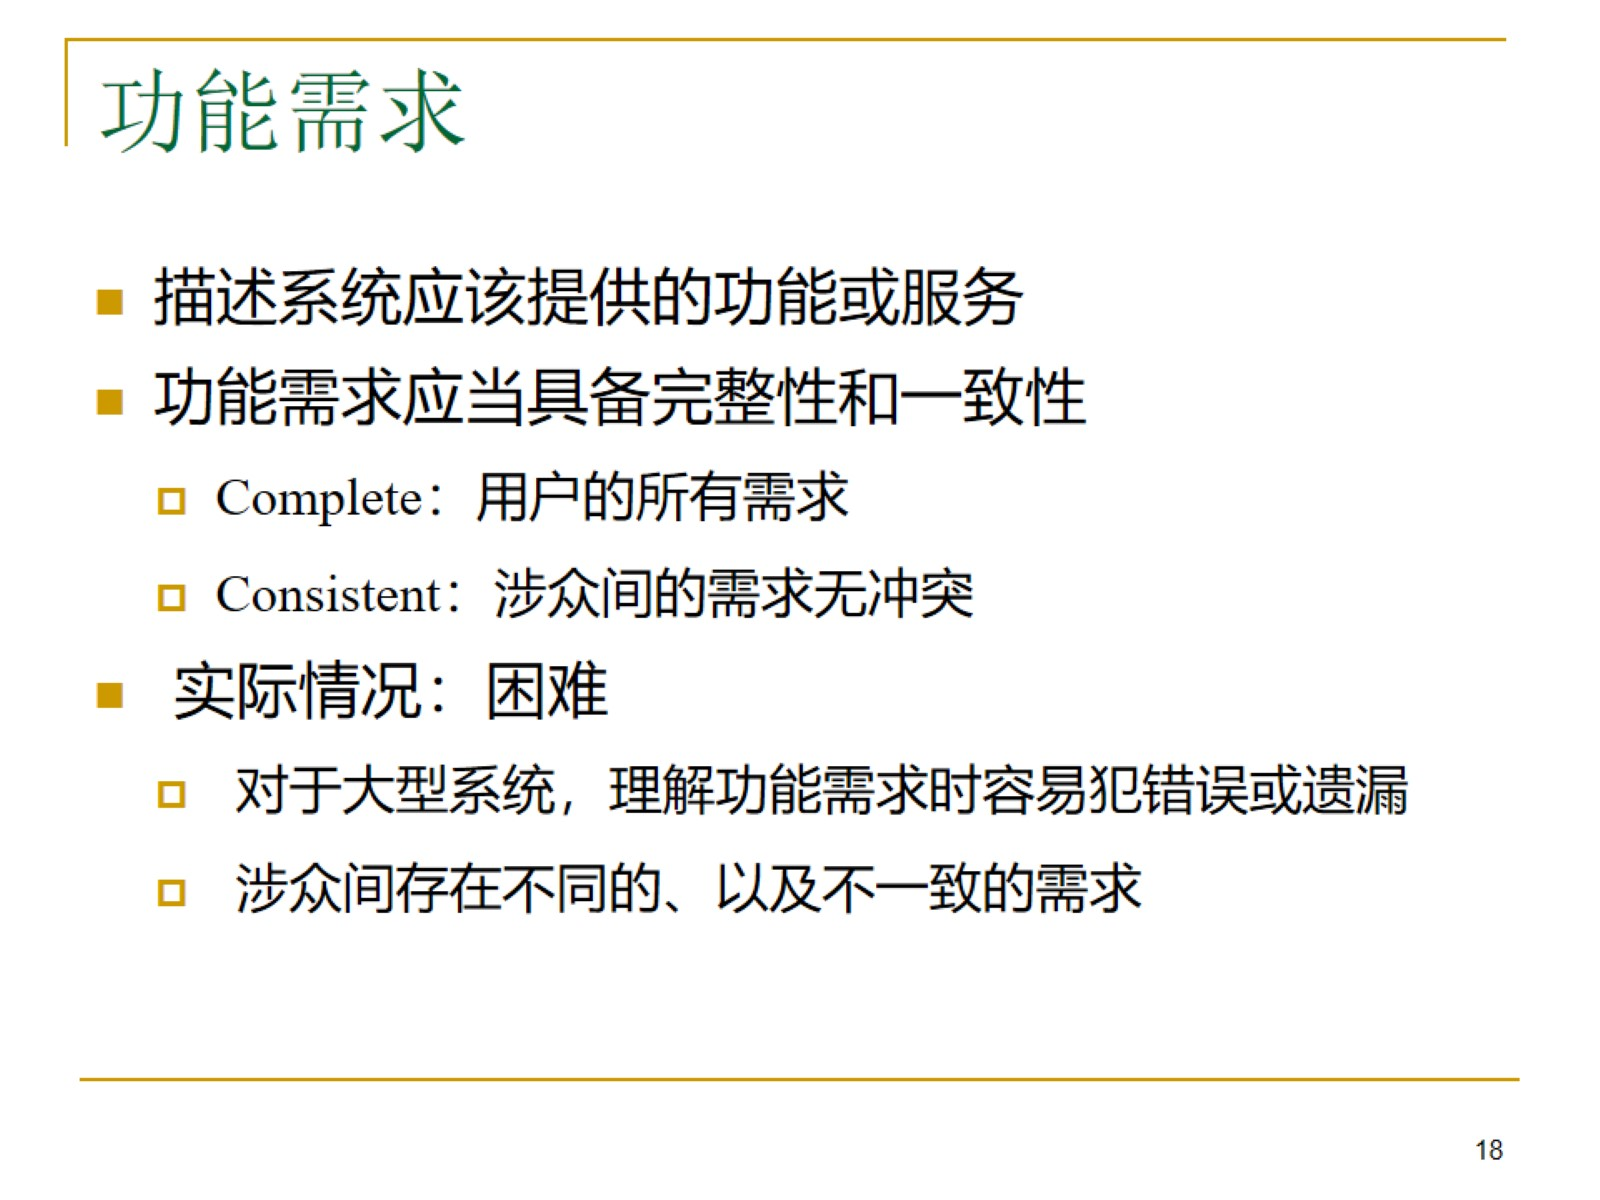 功能需求
描述系统应该提供的功能或服务
功能需求应当具备完整性和一致性
Complete：用户的所有需求
Consistent：涉众间的需求无冲突
实际情况：困难
对于大型系统，理解功能需求时容易犯错误或遗漏
涉众间存在不同的、以及不一致的需求
18